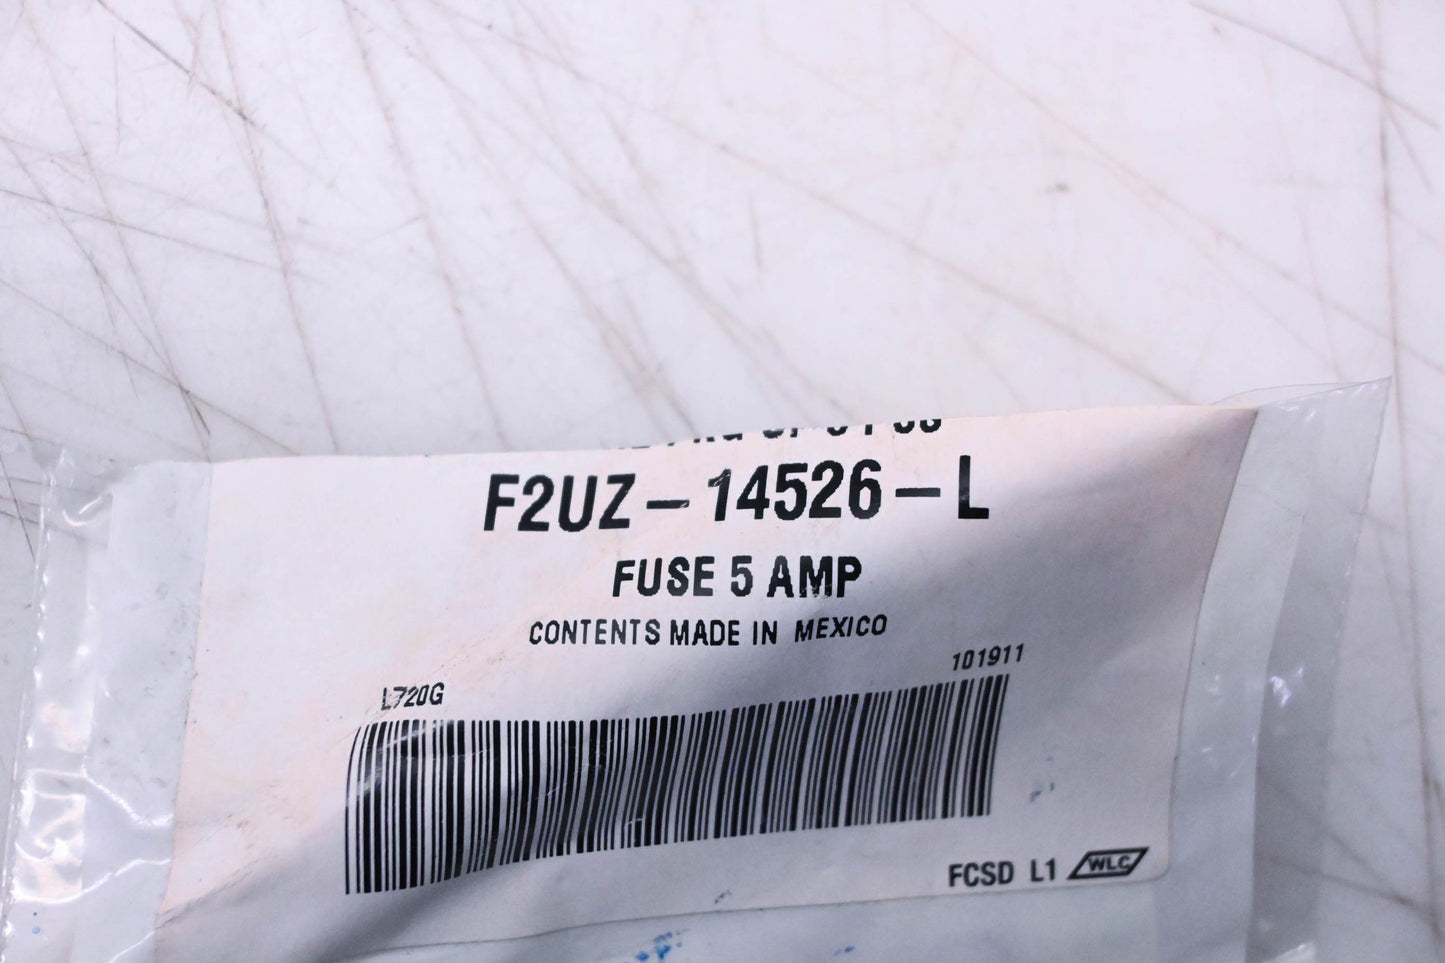 F2UZ-14526-L
FUSE 5 AMP
CONTENTS MADE IN MEXICO
L720G
101911
FCSD L1 WLC